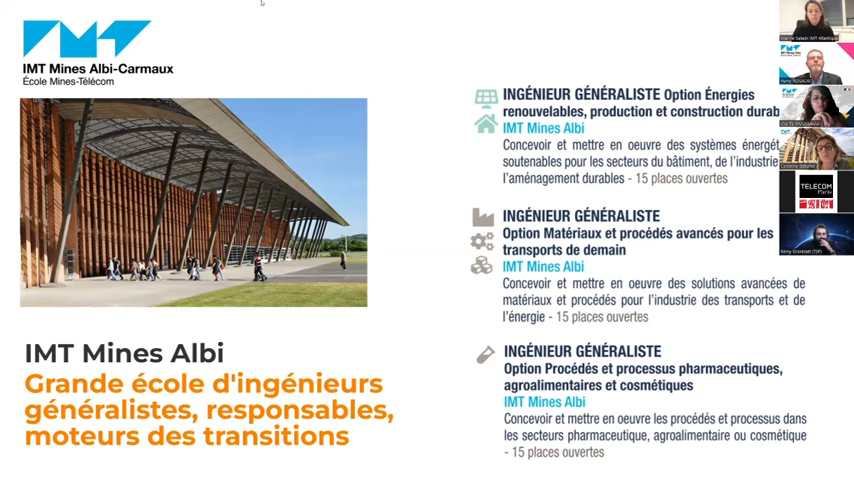 IMT Mines Albi-Carmaux
École Mines-Télécom
IMT Mines Albi
Grande école d'ingénieurs
généralistes, responsables,
moteurs des transitions
INGÉNIEUR GÉNÉRALISTE Option Énergies
renouvelables, production et construction durab
IMT Mines Albi
Concevoir et mettre en oeuvre des systèmes énergét
soutenables pour les secteurs du bâtiment, de l'industrie
l'aménagement durables - 15 places ouvertes
INGÉNIEUR GÉNÉRALISTE
Option Matériaux et procédés avancés pour les
transports de demain
IMT Mines Albi
Concevoir et mettre en oeuvre des solutions avancées de
matériaux et procédés pour l'industrie des transports et de
l'énergie - 15 places ouvertes
INGÉNIEUR GÉNÉRALISTE
Option Procédés et processus pharmaceutiques,
agroalimentaires et cosmétiques
IMT Mines Albi
Concevoir et mettre en oeuvre les procédés et processus dans
les secteurs pharmaceutique, agroalimentaire ou cosmétique
- 15 places ouvertes
IMT Atlantique
TELECOM
Paris
Rémy Grünblatt (TSP)